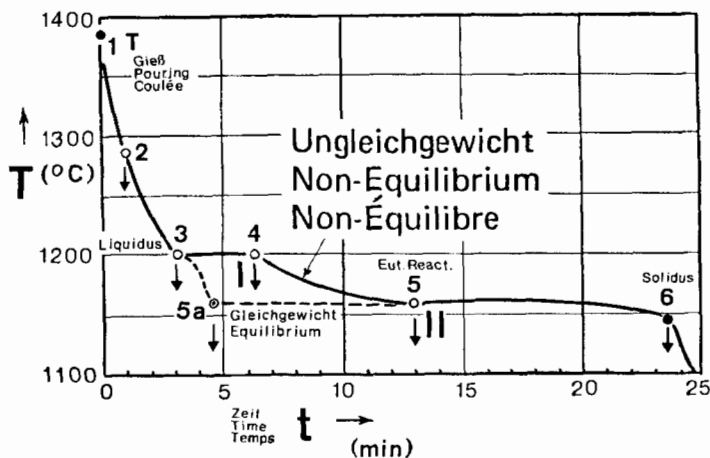 1400
1 T
Gieß
Pouring
Coulée
1300
2
T (°C)
Ungleichgewicht
Non-Equilibrium
Non-Équilibre
Liquidus
3
4
1200
I
Eut. React.
5
Solidus
6
5a
Gleichgewicht
Equilibrium
II
1100
0
5
10
15
20
25
Zeit
Time
Temps
t
(min)